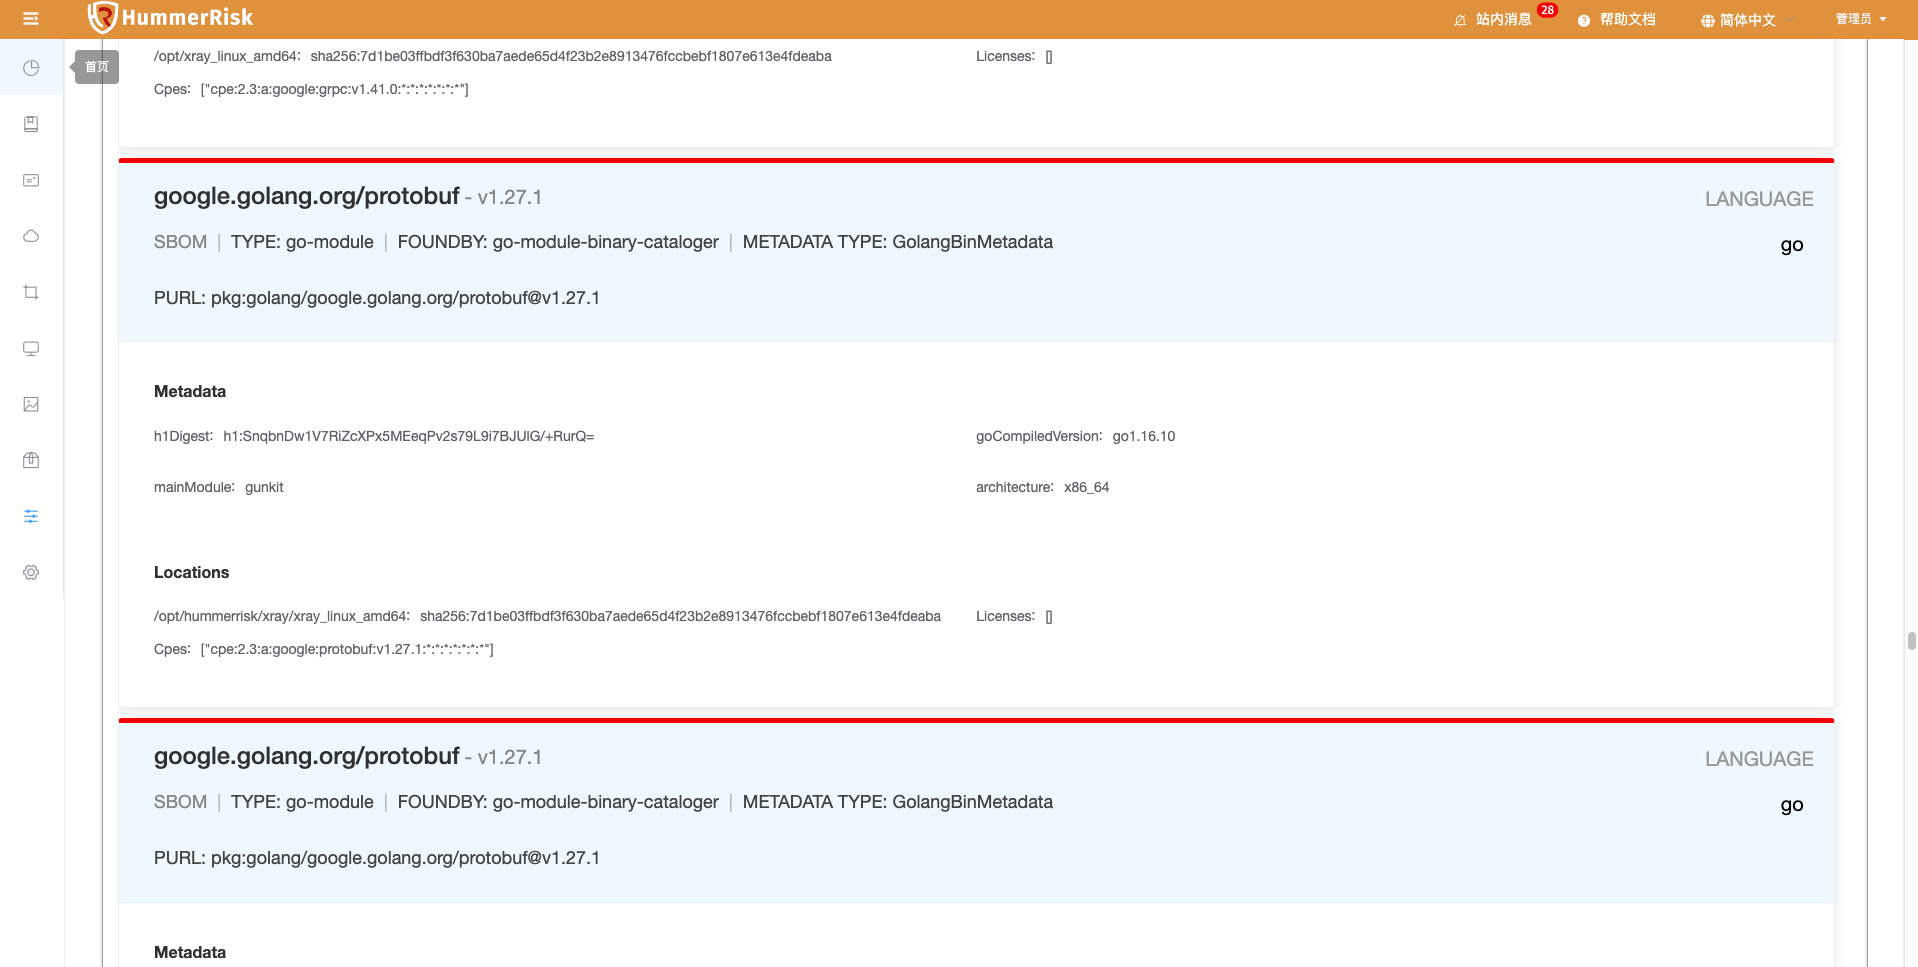 HummerRisk
站内消息 28 帮助文档 简体中文 管理员
首页
/opt/xray_linux_amd64： sha256:7d1be03ffbdf3f630ba7aede65d4f23b2e8913476fccbebf1807e613e4fdeaba Licenses： []
Cpes： ["cpe:2.3:a:google:grpc:v1.41.0:*:*:*:*:*:*:*"]
google.golang.org/protobuf - v1.27.1 LANGUAGE
SBOM | TYPE: go-module | FOUNDBY: go-module-binary-cataloger | METADATA TYPE: GolangBinMetadata go
PURL: pkg:golang/google.golang.org/protobuf@v1.27.1
Metadata
h1Digest： h1:SnqbnDw1V7RiZcXPx5MEeqPv2s79L9i7BJUlG/+RurQ= goCompiledVersion： go1.16.10
mainModule： gunkit architecture： x86_64
Locations
/opt/hummerrisk/xray/xray_linux_amd64： sha256:7d1be03ffbdf3f630ba7aede65d4f23b2e8913476fccbebf1807e613e4fdeaba Licenses： []
Cpes： ["cpe:2.3:a:google:protobuf:v1.27.1:*:*:*:*:*:*:*"]
google.golang.org/protobuf - v1.27.1 LANGUAGE
SBOM | TYPE: go-module | FOUNDBY: go-module-binary-cataloger | METADATA TYPE: GolangBinMetadata go
PURL: pkg:golang/google.golang.org/protobuf@v1.27.1
Metadata